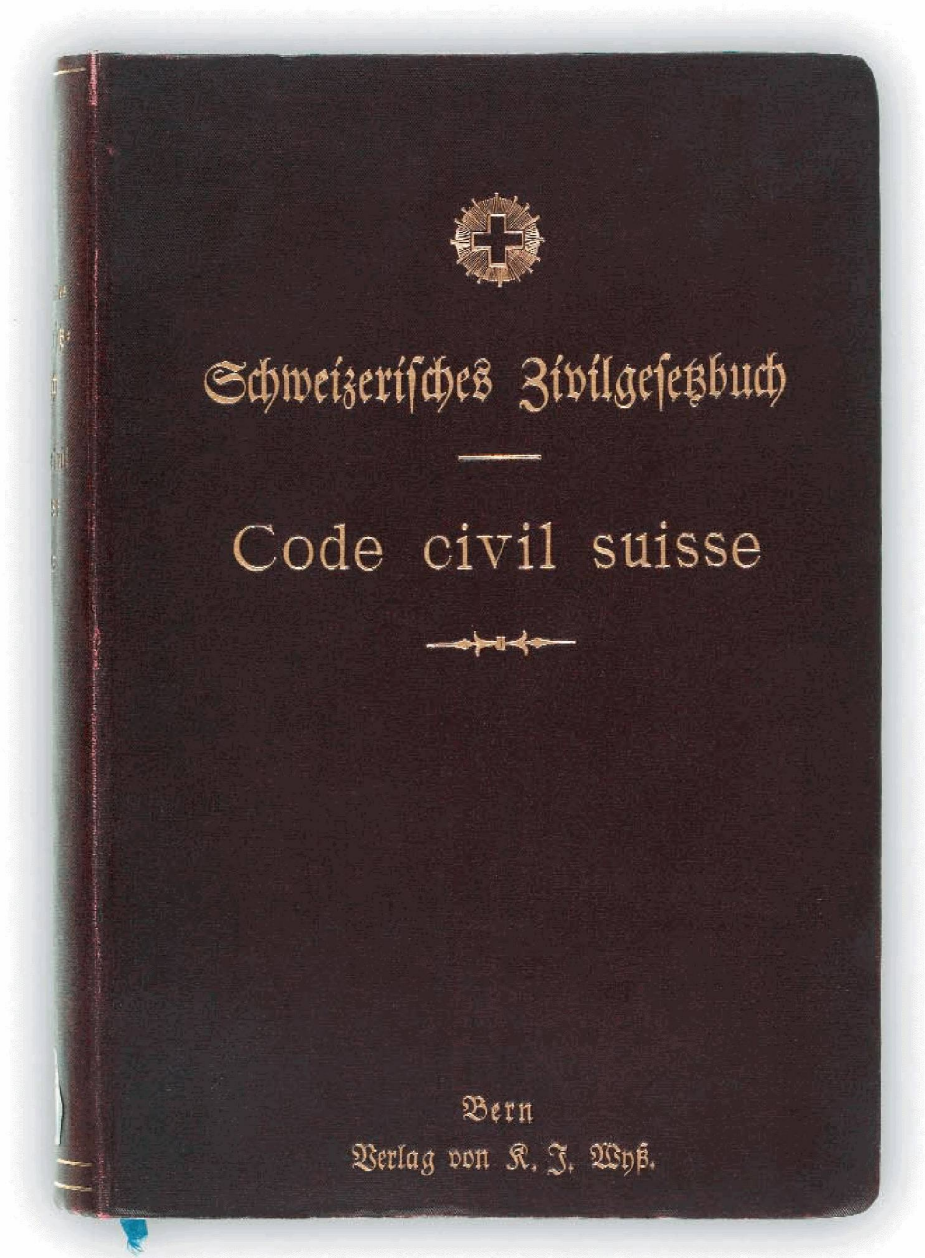 Schweizerisches Zivilgesetzbuch
Code civil suisse
Bern
Verlag von K. J. Wyß.